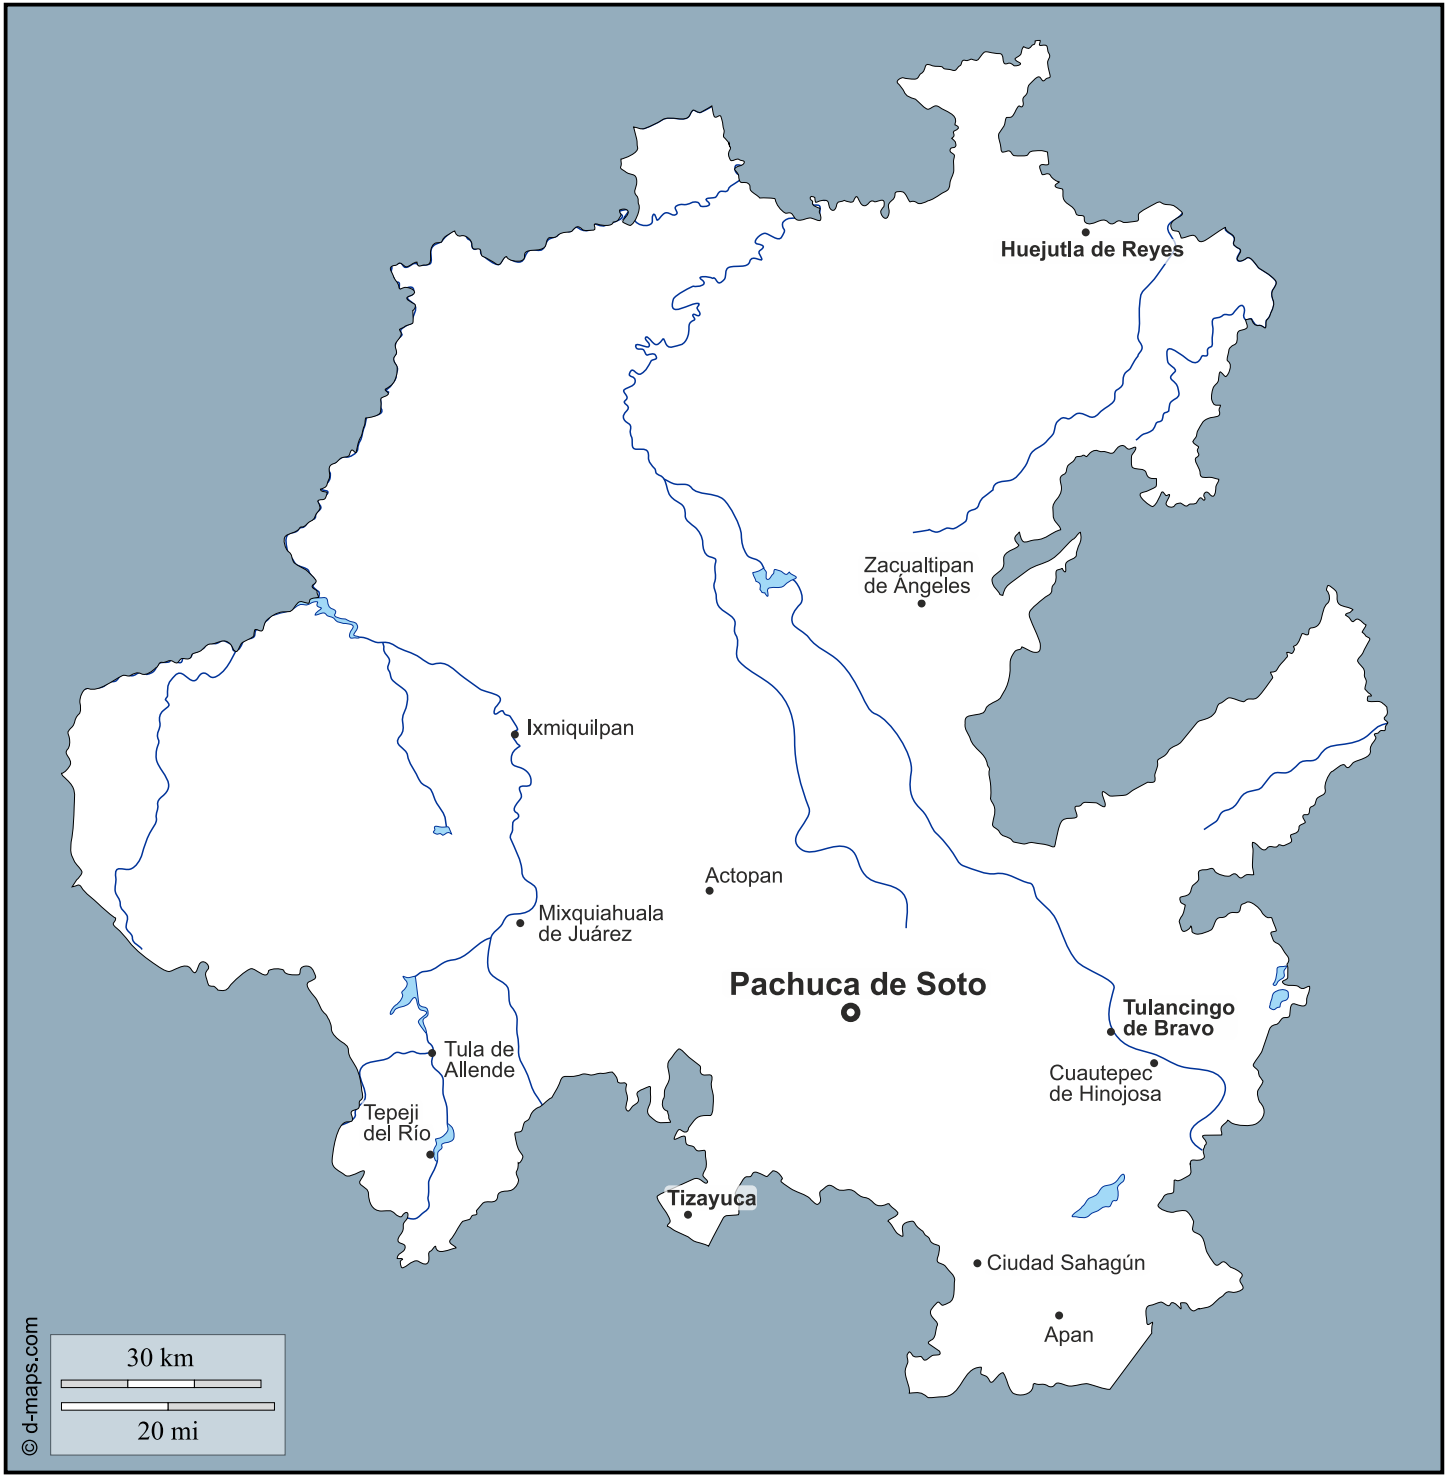 Huejutla de Reyes
Zacualtipan
de Ángeles
Ixmiquilpan
Actopan
Mixquiahuala
de Juárez
Pachuca de Soto
Tulancingo
de Bravo
Tula de
Allende
Cuautepec
de Hinojosa
Tepeji
del Río
Tizayuca
Ciudad Sahagún
Apan
30 km
20 mi
© d-maps.com